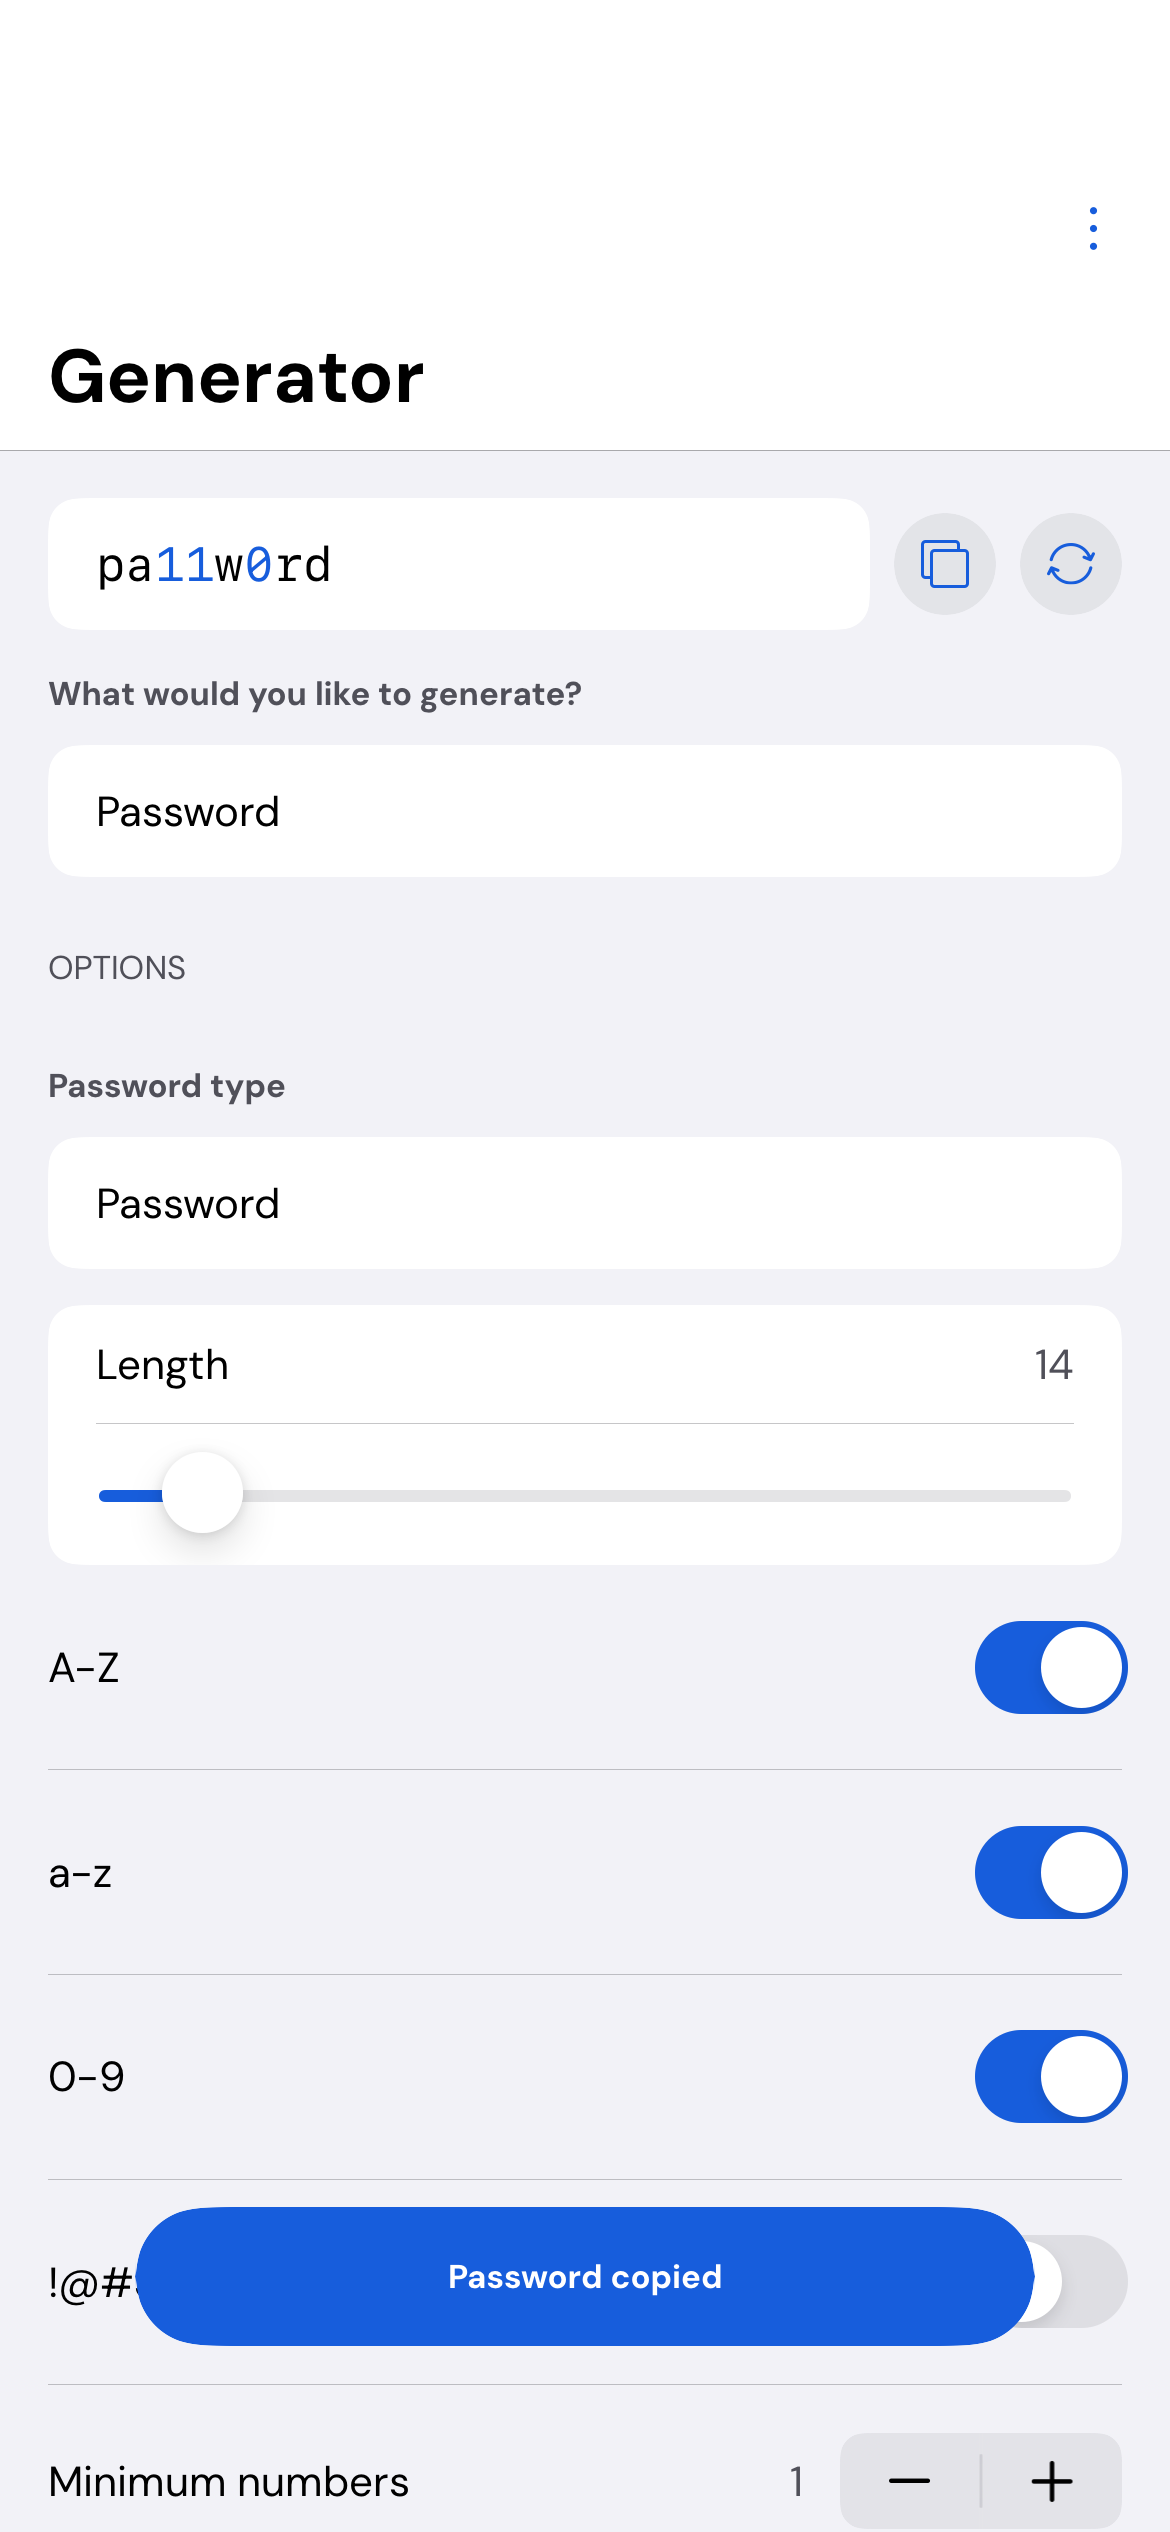 Generator
pa11w0rd
What would you like to generate?
Password
OPTIONS
Password type
Password
Length 14
A-Z
a-z
0-9
!@#
Password copied
Minimum numbers 1